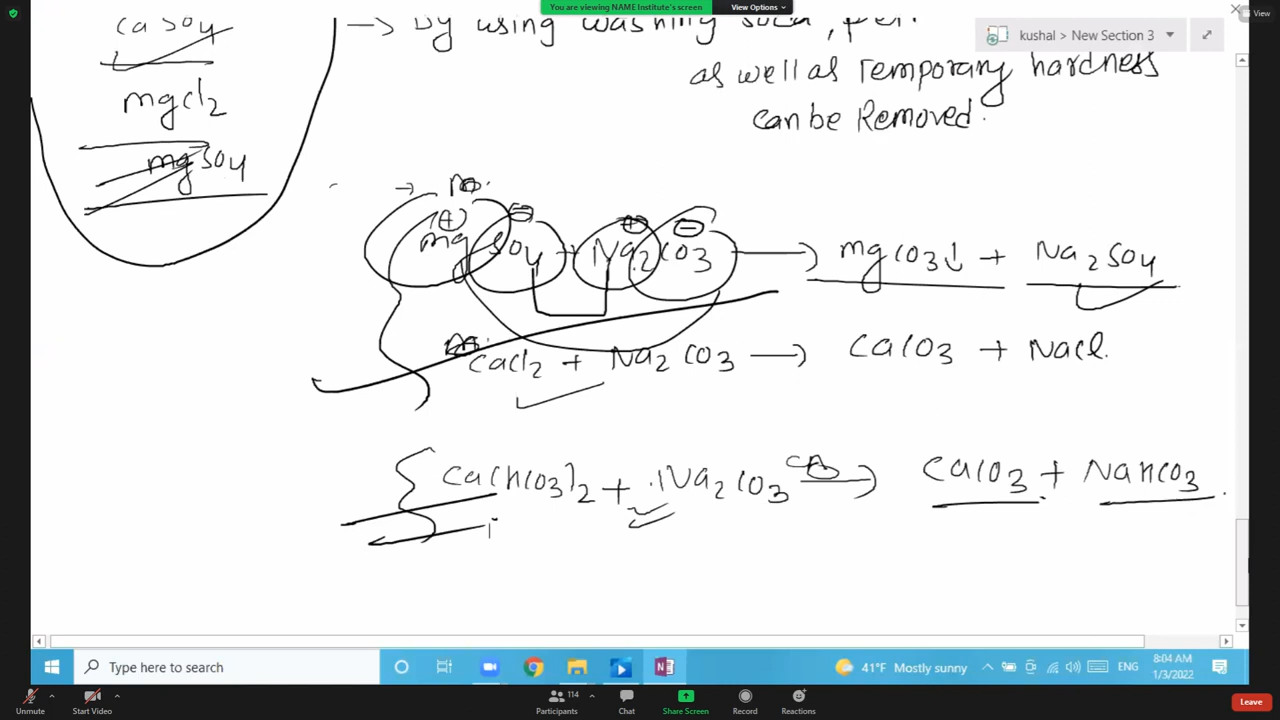 You are viewing NAME Institute's screen
View Options
View
kushal > New Section 3
CaSO4
→ By using washing soda, per.
as well as Temporary hardness
can be Removed.
mgcl2
mgSO4
mg SO4 + Na2CO3 → mgCO3↓ + Na2SO4
CaCl2 + Na2CO3 → CaCO3 + NaCl.
Ca(HCO3)2 + Na2CO3 → CaCO3 + NaHCO3
Type here to search
41°F Mostly sunny
ENG
8:04 AM
1/3/2022
Unmute
Start Video
114
Participants
Chat
Share Screen
Record
Reactions
Leave